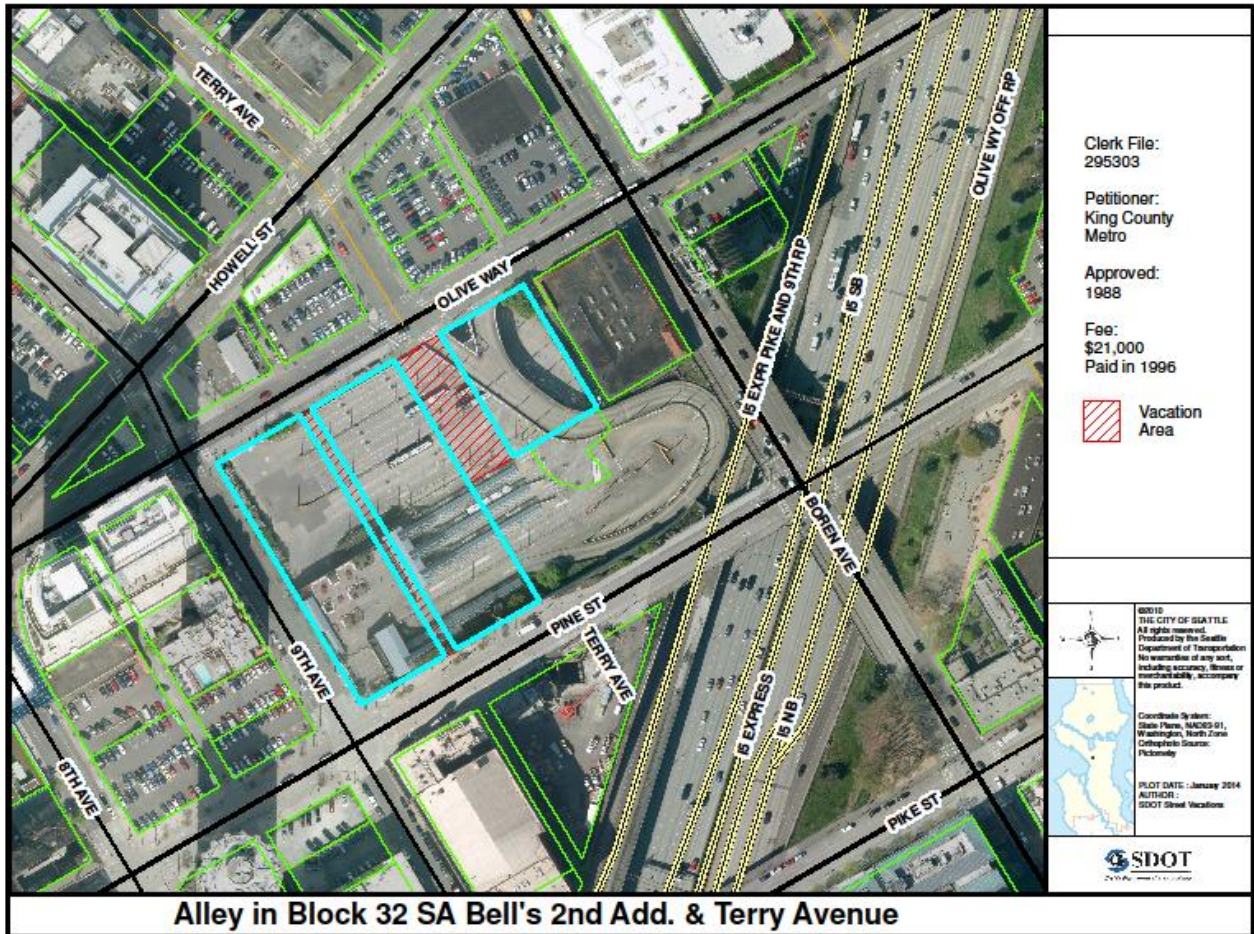 TERRY AVE
HOWELL ST
OLIVE WAY
OLIVE WY OFF RP
I5 EXPR PIKE AND 9TH RP
I5 SB
BOREN AVE
PINE ST
TERRY AVE
9TH AVE
8TH AVE
I5 EXPRESS
I5 NB
PIKE ST
Clerk File:
295303
Petitioner:
King County
Metro
Approved:
1988
Fee:
$21,000
Paid in 1996
Vacation
Area
©2010
THE CITY OF SEATTLE
All rights reserved.
Produced by the Seattle
Department of Transportation
No warranties of any sort,
including accuracy, fitness or
merchantability, accompany
this product.
Coordinate System:
State Plane, NAD83-91,
Washington, North Zone
Orthophoto Source:
Pictometry
PLOT DATE : January 2014
AUTHOR :
SDOT Street Vacations
SDOT
Alley in Block 32 SA Bell's 2nd Add. & Terry Avenue